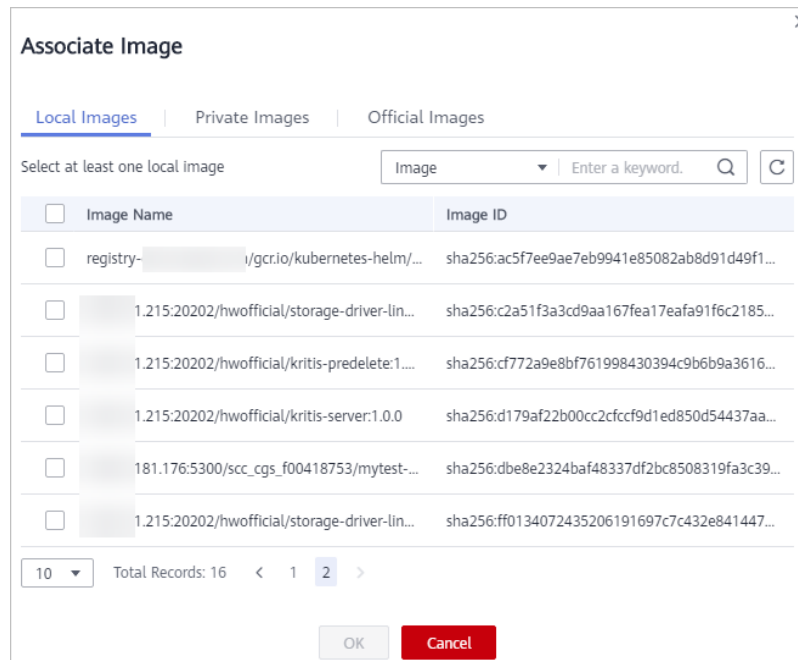 Associate Image
Local Images Private Images Official Images
Select at least one local image Image Enter a keyword.
Image Name Image ID
registry- /gcr.io/kubernetes-helm/... sha256:ac5f7ee9ae7eb9941e85082ab8d91d49f1...
1.215:20202/hwofficial/storage-driver-lin... sha256:c2a51f3a3cd9aa167fea17eafa91f6c2185...
1.215:20202/hwofficial/kritis-predelete:1.... sha256:cf772a9e8bf761998430394c9b6b9a3616...
1.215:20202/hwofficial/kritis-server:1.0.0 sha256:d179af22b00cc2cfccf9d1ed850d54437aa...
181.176:5300/scc_cgs_f00418753/mytest-... sha256:dbe8e2324baf48337df2bc8508319fa3c39...
1.215:20202/hwofficial/storage-driver-lin... sha256:ff0134072435206191697c7c432e841447...
10 Total Records: 16 < 1 2 >
OK Cancel